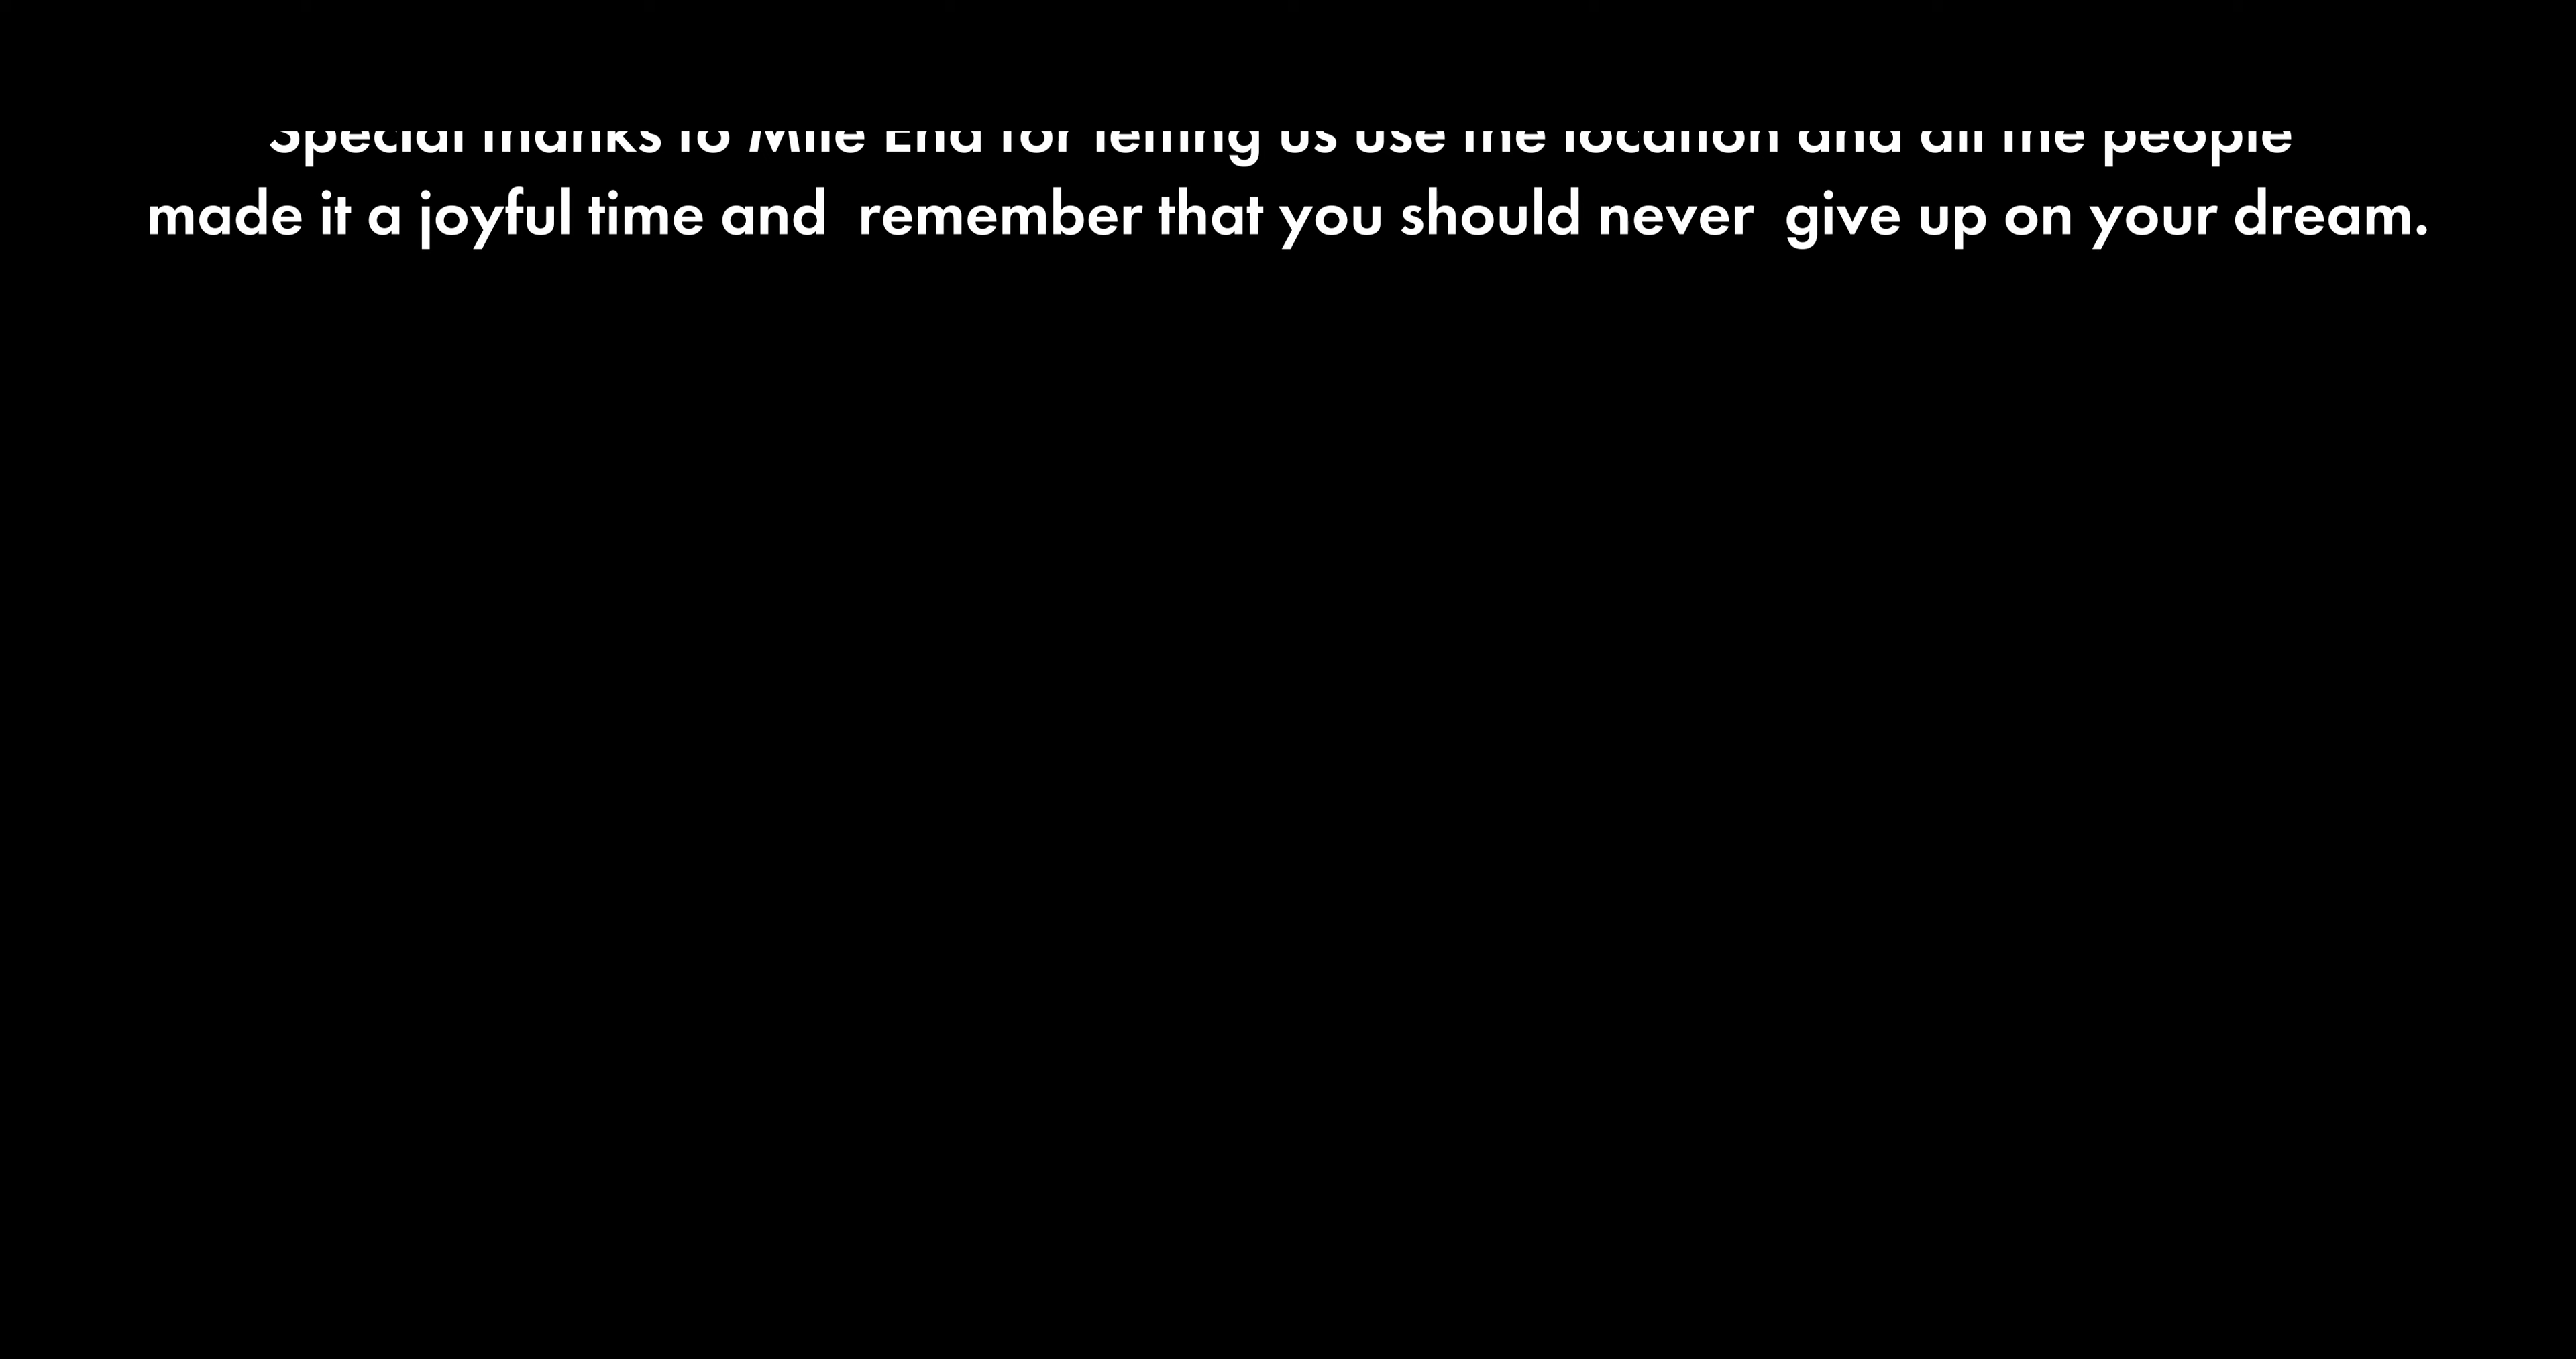 Special thanks to Mile End for letting us use the location and all the people
made it a joyful time and  remember that you should never  give up on your dream.